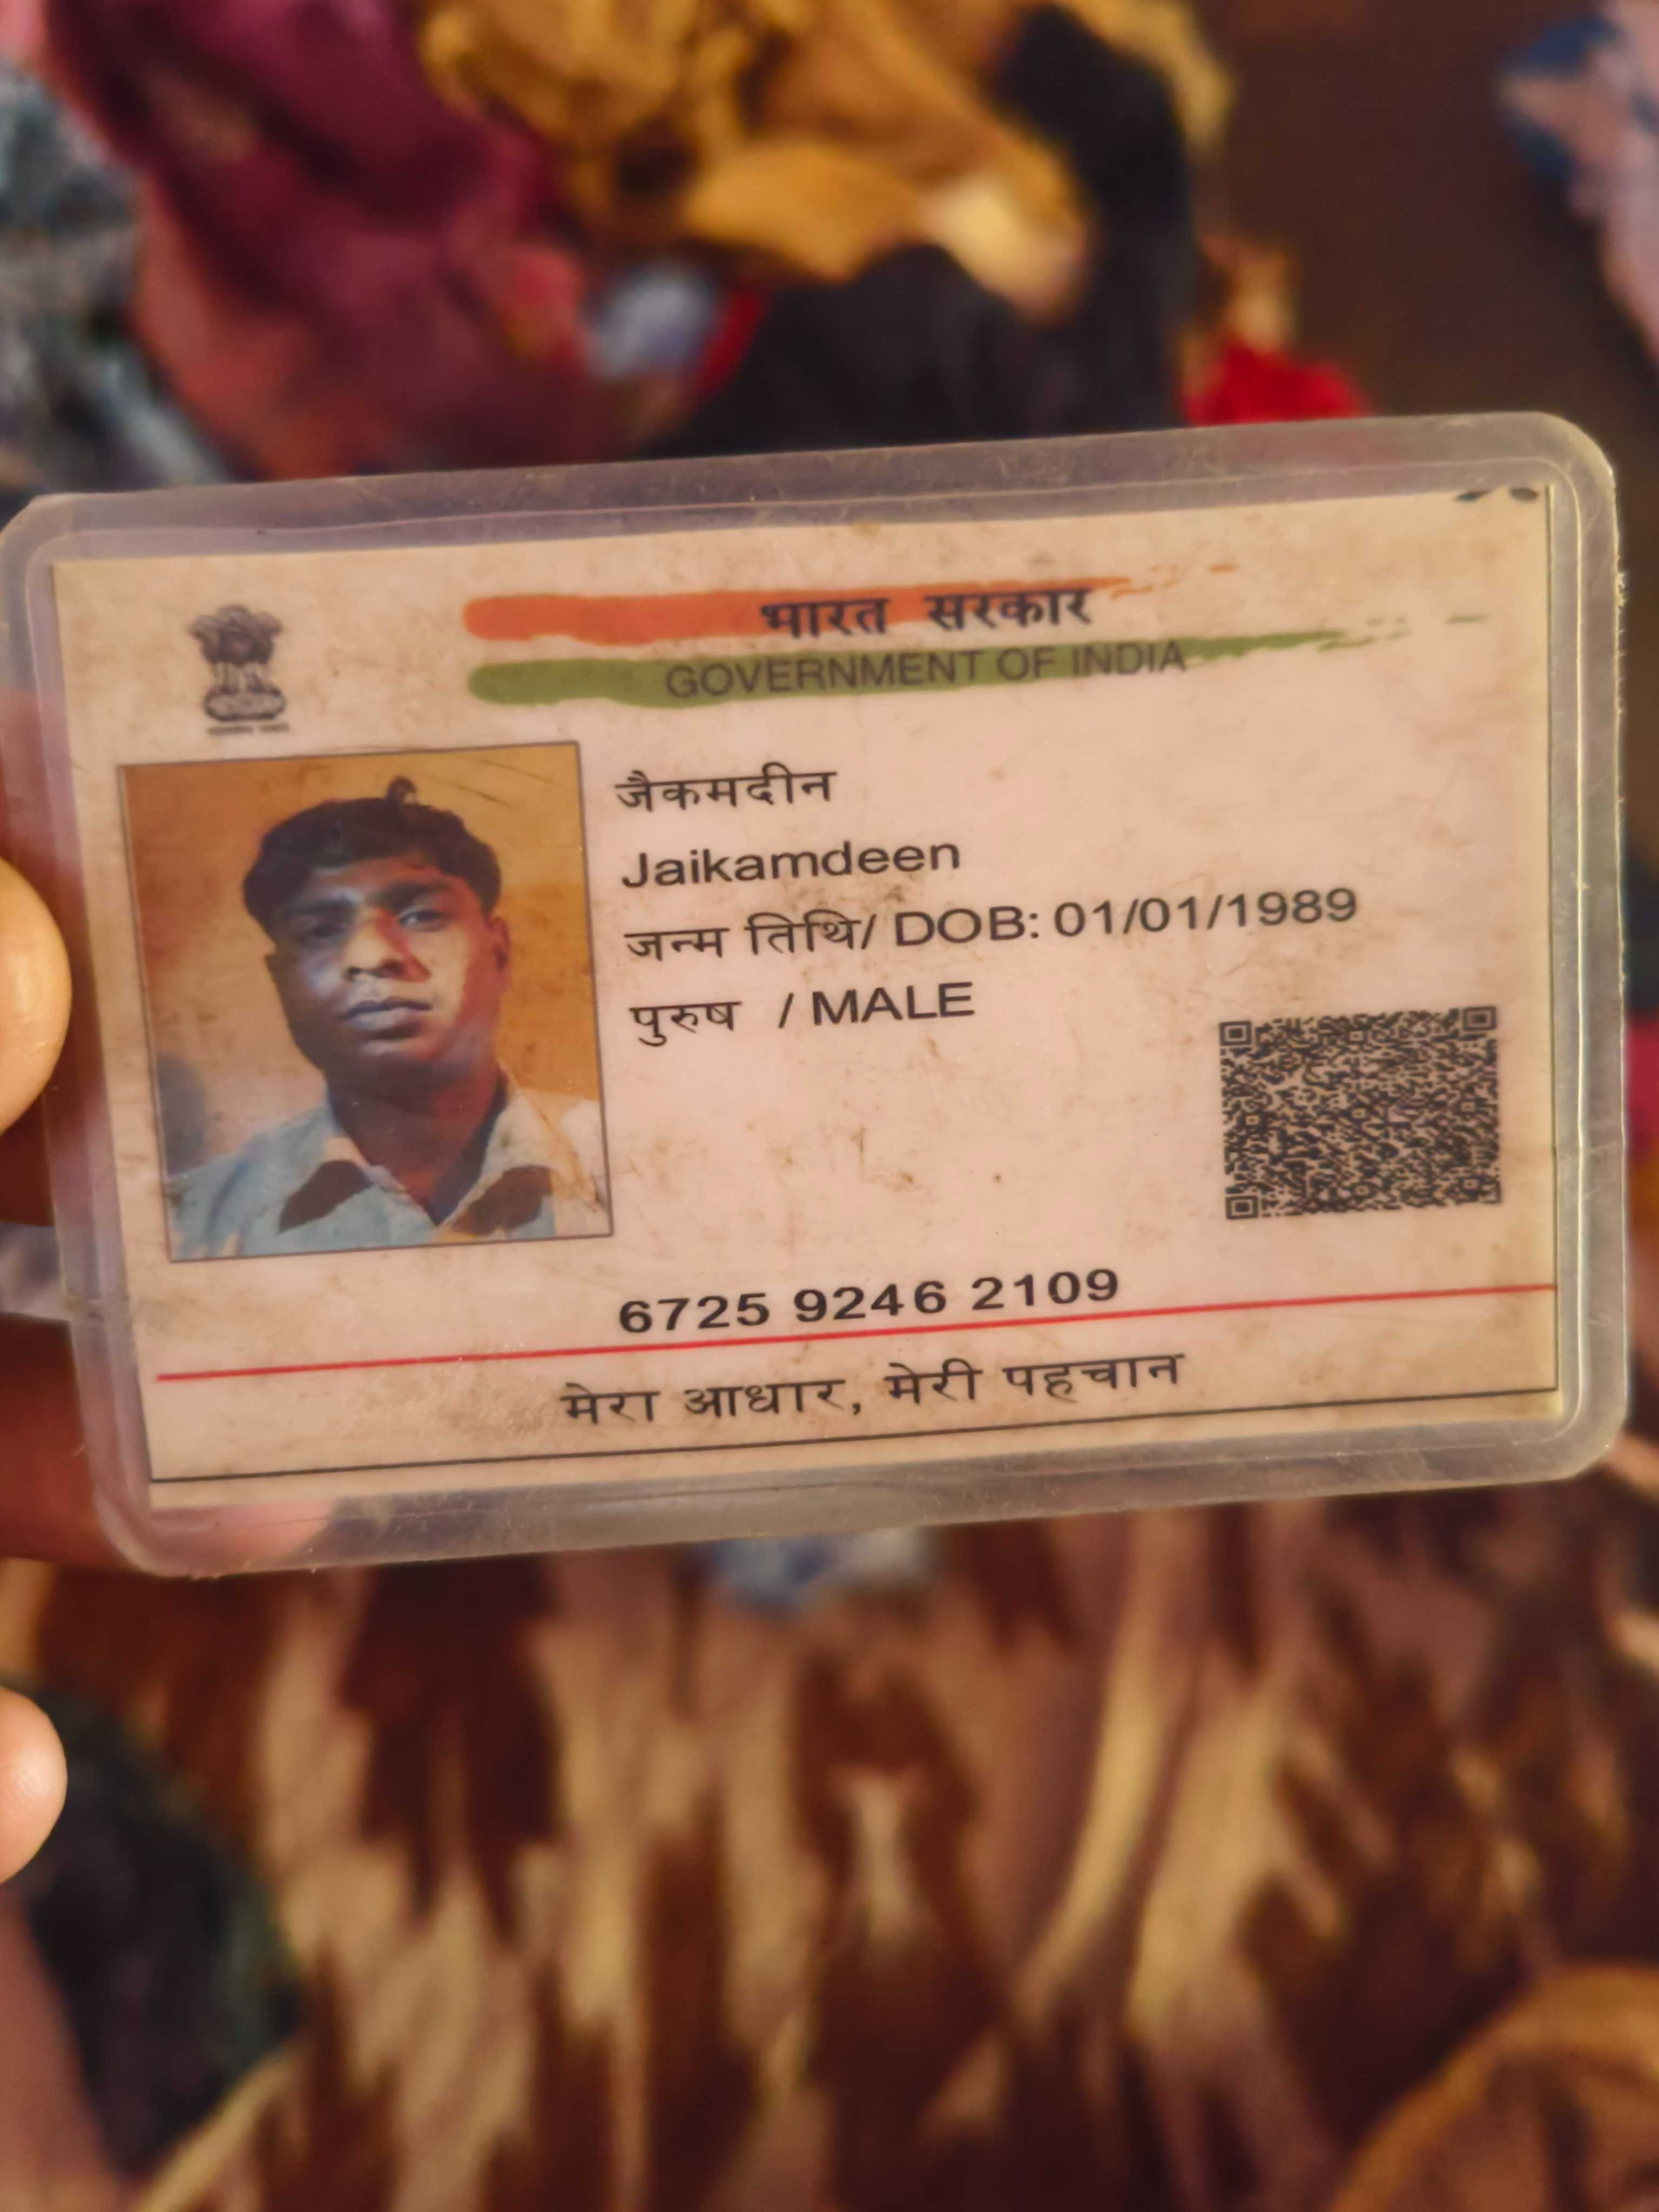 भारत सरकार
GOVERNMENT OF INDIA
जैकमदीन
Jaikamdeen
जन्म तिथि/ DOB: 01/01/1989
पुरुष / MALE
6725 9246 2109
मेरा आधार, मेरी पहचान